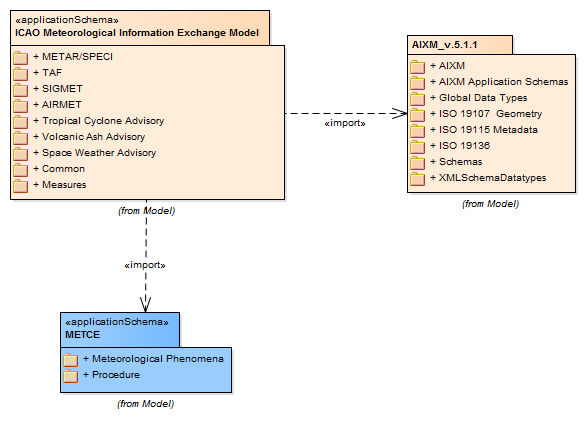 «applicationSchema»
ICAO Meteorological Information Exchange Model
+ METAR/SPECI
+ TAF
+ SIGMET
+ AIRMET
+ Tropical Cyclone Advisory
+ Volcanic Ash Advisory
+ Space Weather Advisory
+ Common
+ Measures
(from Model)
«import»
AIXM_v.5.1.1
+ AIXM
+ AIXM Application Schemas
+ Global Data Types
+ ISO 19107  Geometry
+ ISO 19115 Metadata
+ ISO 19136
+ Schemas
+ XMLSchemaDatatypes
(from Model)
«import»
«applicationSchema»
METCE
+ Meteorological Phenomena
+ Procedure
(from Model)